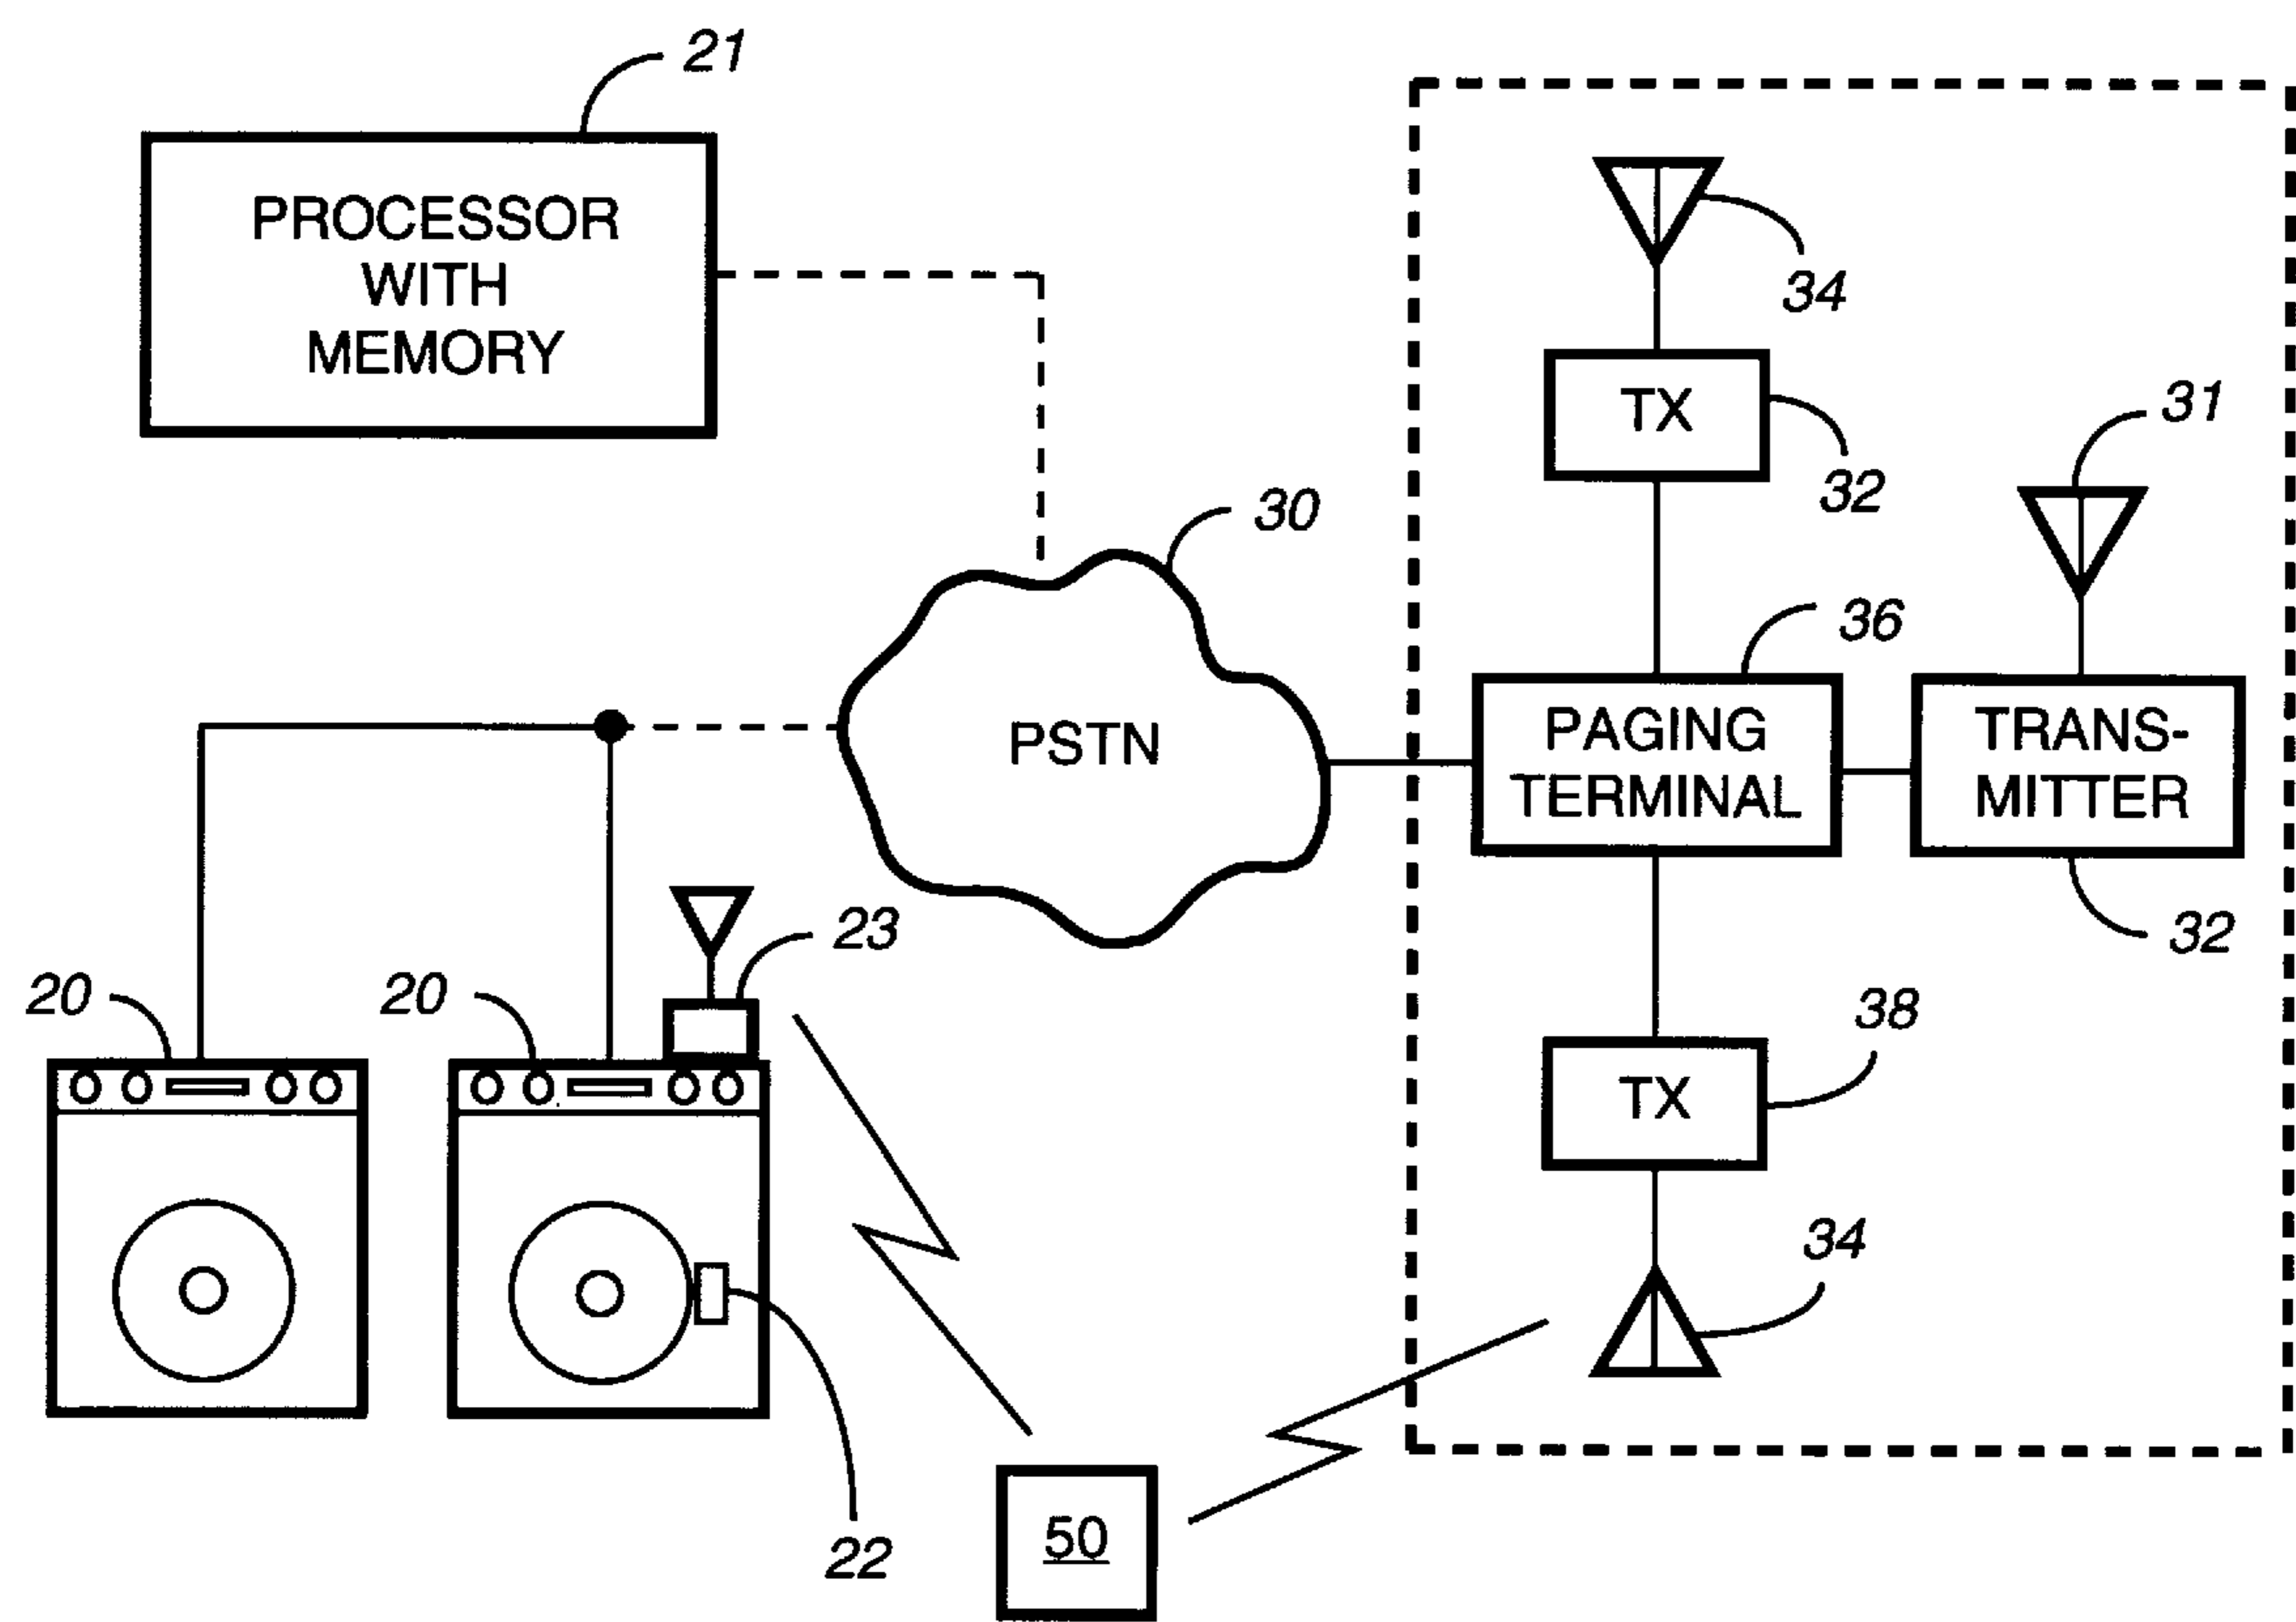 21
PROCESSOR
WITH
MEMORY
34
TX
32
31
30
36
PSTN
PAGING
TERMINAL
TRANS-
MITTER
32
23
20
20
38
TX
34
22
50